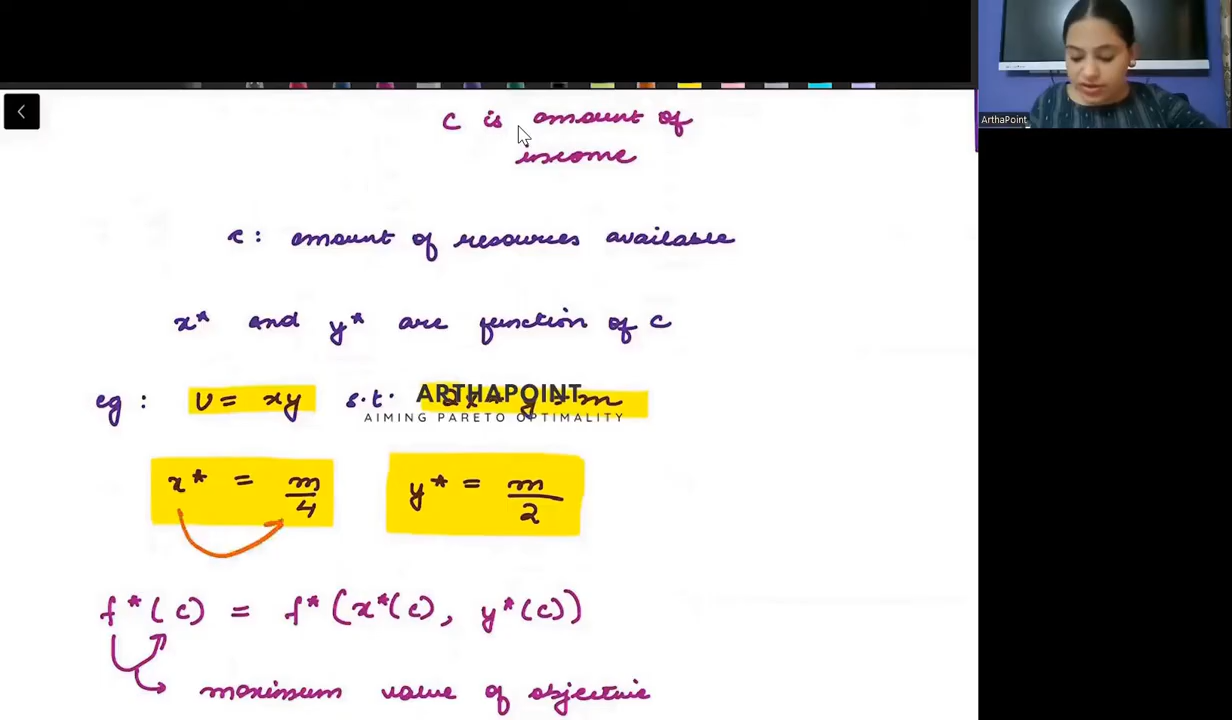 c is amount of
income
ArthaPoint
c: amount of resources available
x* and y* are function of c
eg : U = xy s.t. 2x + y = m
ARTHAPOINT
AIMING PARETO OPTIMALITY
x* = m/4 y* = m/2
f*(c) = f*(x*(c), y*(c))
maximum value of objective